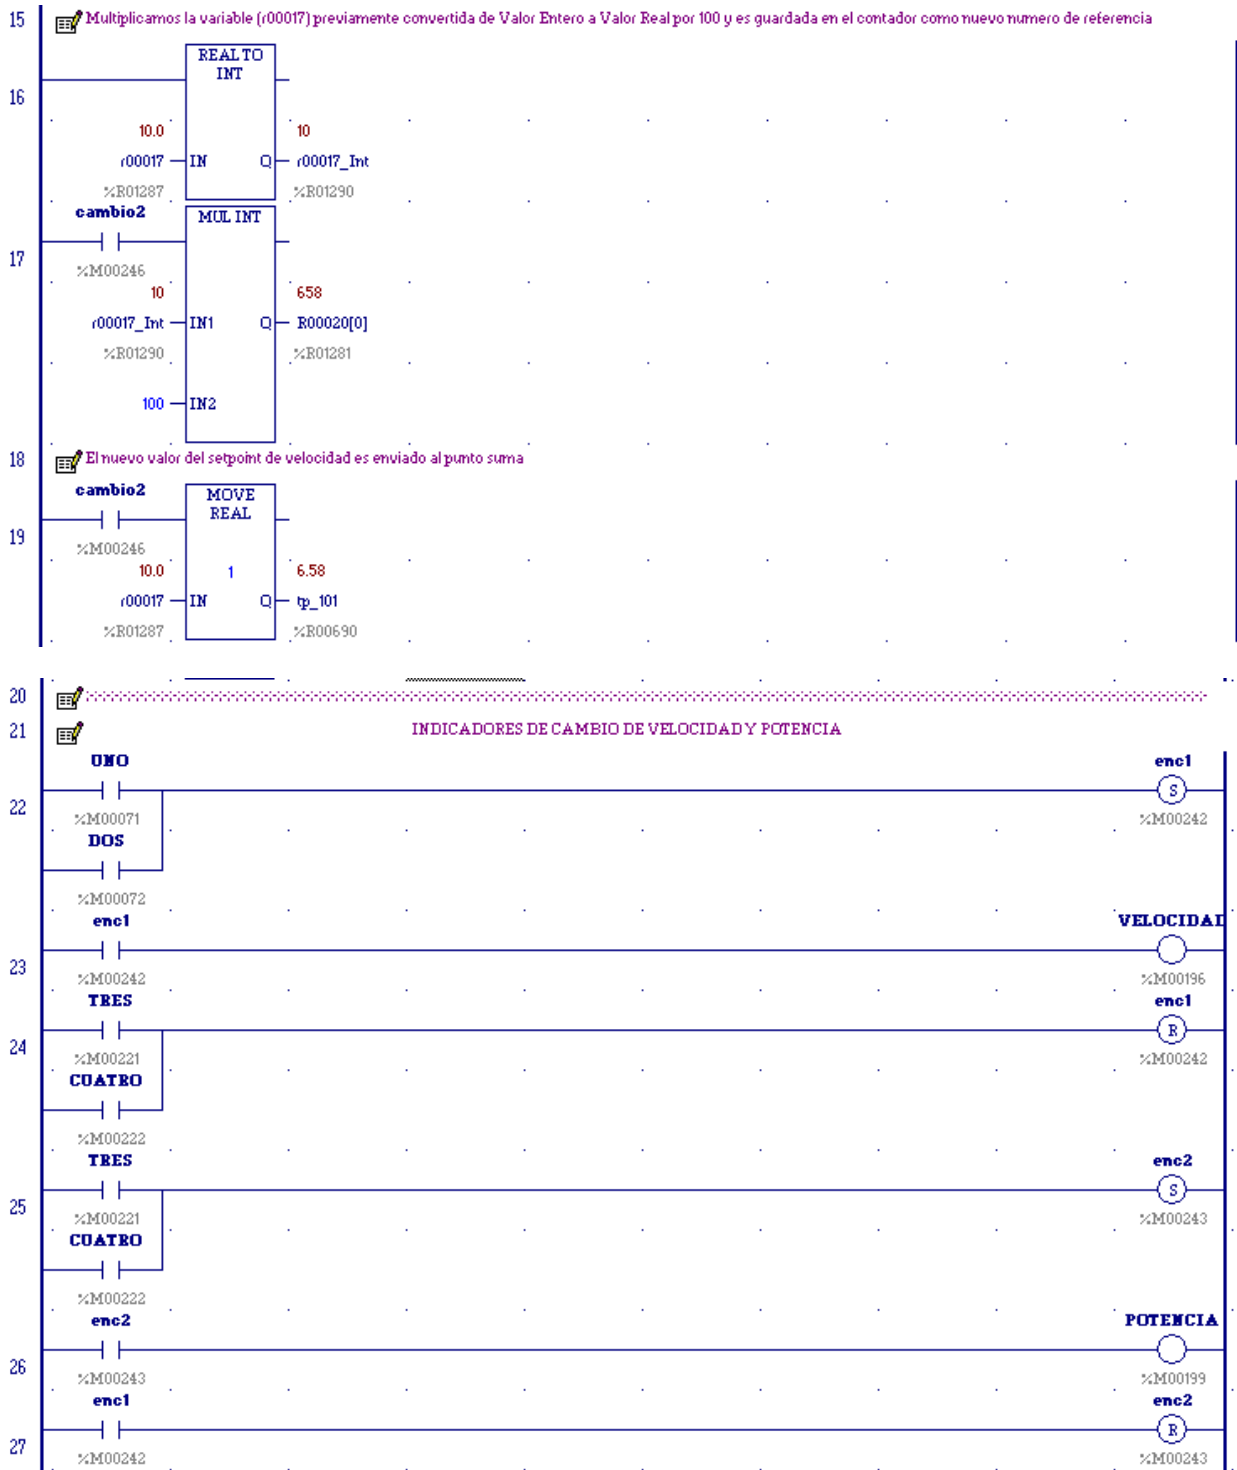 15 Multiplicamos la variable (r00017) previamente convertida de Valor Entero a Valor Real por 100 y es guardada en el contador como nuevo numero de referencia
REAL TO
INT
16
10.0 10
r00017 IN Q r00017_Int
%R01287 %R01290
cambio2 MUL INT
17
%M00246
10 658
r00017_Int IN1 Q R00020[0]
%R01290 %R01281
100 IN2
18 El nuevo valor del setpoint de velocidad es enviado al punto suma
cambio2 MOVE
REAL
19
%M00246
10.0 1 6.58
r00017 IN Q tp_101
%R01287 %R00690
20
21 INDICADORES DE CAMBIO DE VELOCIDAD Y POTENCIA
UNO enc1
S
22
%M00071 %M00242
DOS
%M00072
enc1 VELOCIDAD
23
%M00242 %M00196
TRES enc1
R
24
%M00221 %M00242
CUATRO
%M00222
TRES enc2
S
25
%M00221 %M00243
CUATRO
%M00222
enc2 POTENCIA
26
%M00243 %M00199
enc1 enc2
R
27
%M00242 %M00243